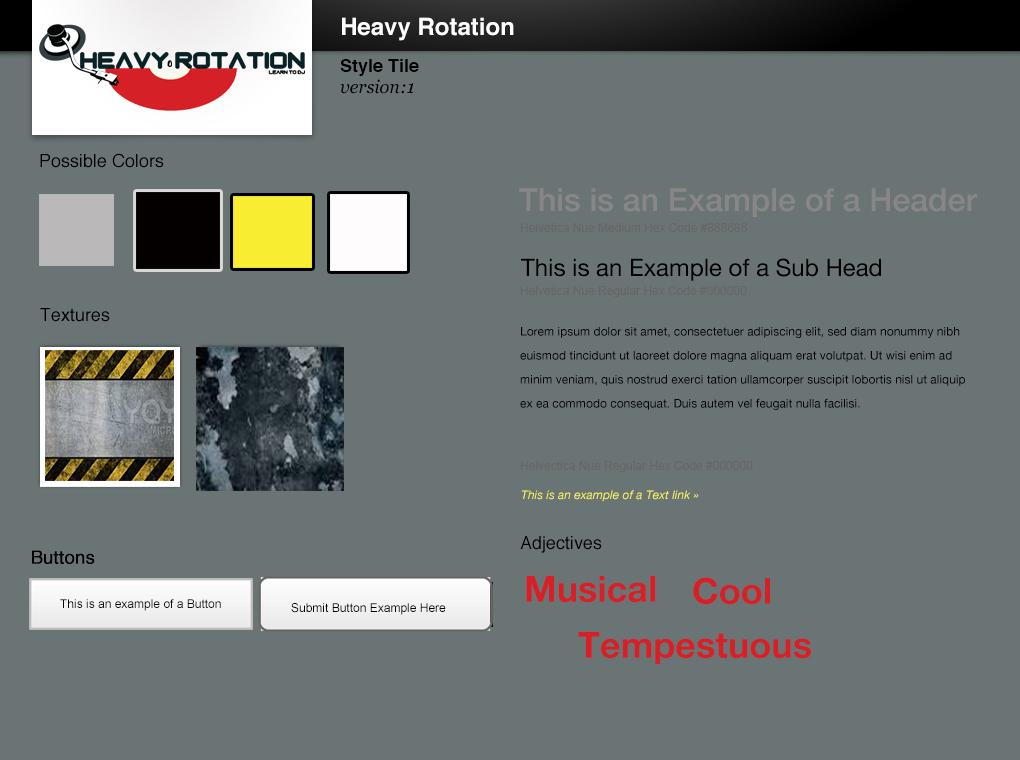 Heavy Rotation
HEAVY ROTATION
LEARN TO DJ
Style Tile
version:1
Possible Colors
This is an Example of a Header
Helvetica Nue Medium Hex Code #888686
This is an Example of a Sub Head
Helvetica Nue Regular Hex Code #000000
Textures
Lorem ipsum dolor sit amet, consectetuer adipiscing elit, sed diam nonummy nibh
euismod tincidunt ut laoreet dolore magna aliquam erat volutpat. Ut wisi enim ad
minim veniam, quis nostrud exerci tation ullamcorper suscipit lobortis nisl ut aliquip
ex ea commodo consequat. Duis autem vel feugait nulla facilisi.
Helvectica Nue Regular Hex Code #000000
This is an example of a Text link »
Buttons
This is an example of a Button
Submit Button Example Here
Adjectives
Musical Cool
Tempestuous